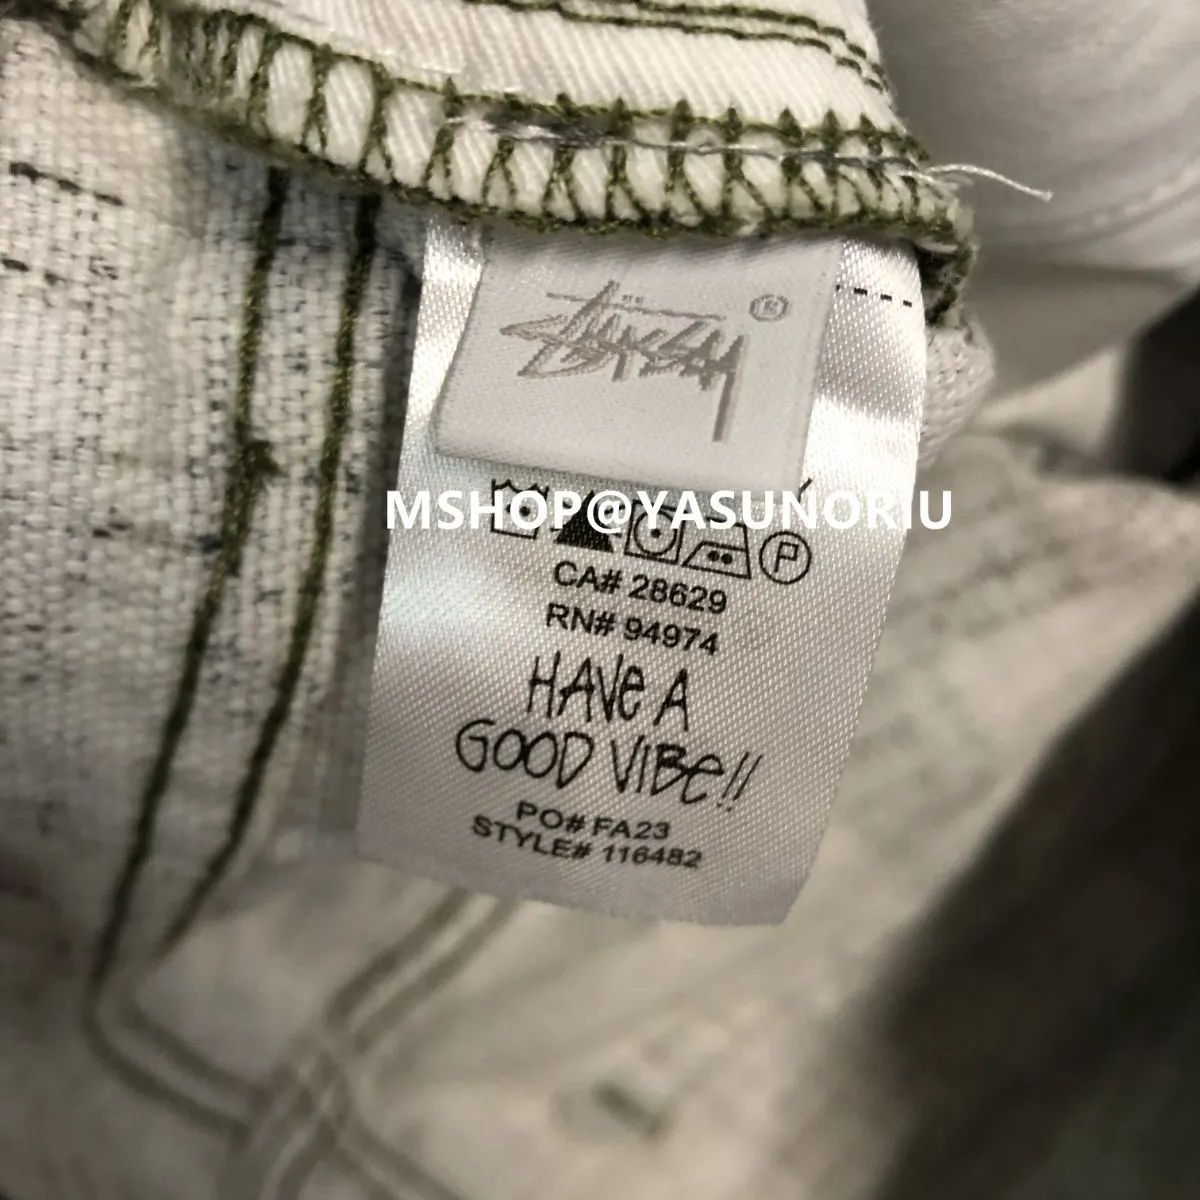 STÜSSY ®
MSHOP@YASUNORIU
P
CA# 28629
RN# 94974
HAVe A
GOOD VIBe!!
PO# FA23
STYLE# 116482